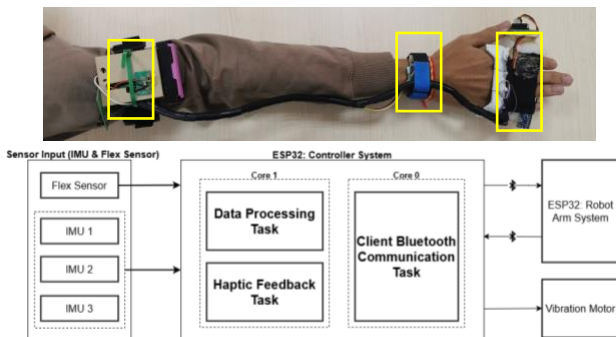 Sensor Input (IMU & Flex Sensor)
ESP32: Controller System
Flex Sensor
IMU 1
IMU 2
IMU 3
Core 1
Data Processing
Task
Haptic Feedback
Task
Core 0
Client Bluetooth
Communication
Task
ESP32: Robot
Arm System
Vibration Motor